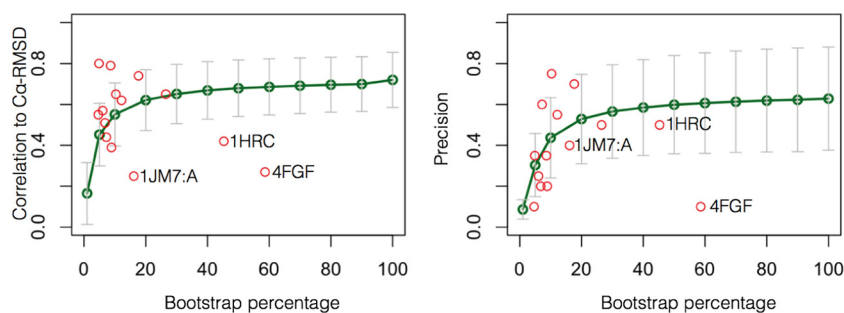 Correlation to Cα-RMSD
0.0 0.4 0.8
1HRC
1JM7:A
4FGF
0 20 40 60 80 100
Bootstrap percentage
Precision
0.0 0.4 0.8
1HRC
1JM7:A
4FGF
0 20 40 60 80 100
Bootstrap percentage